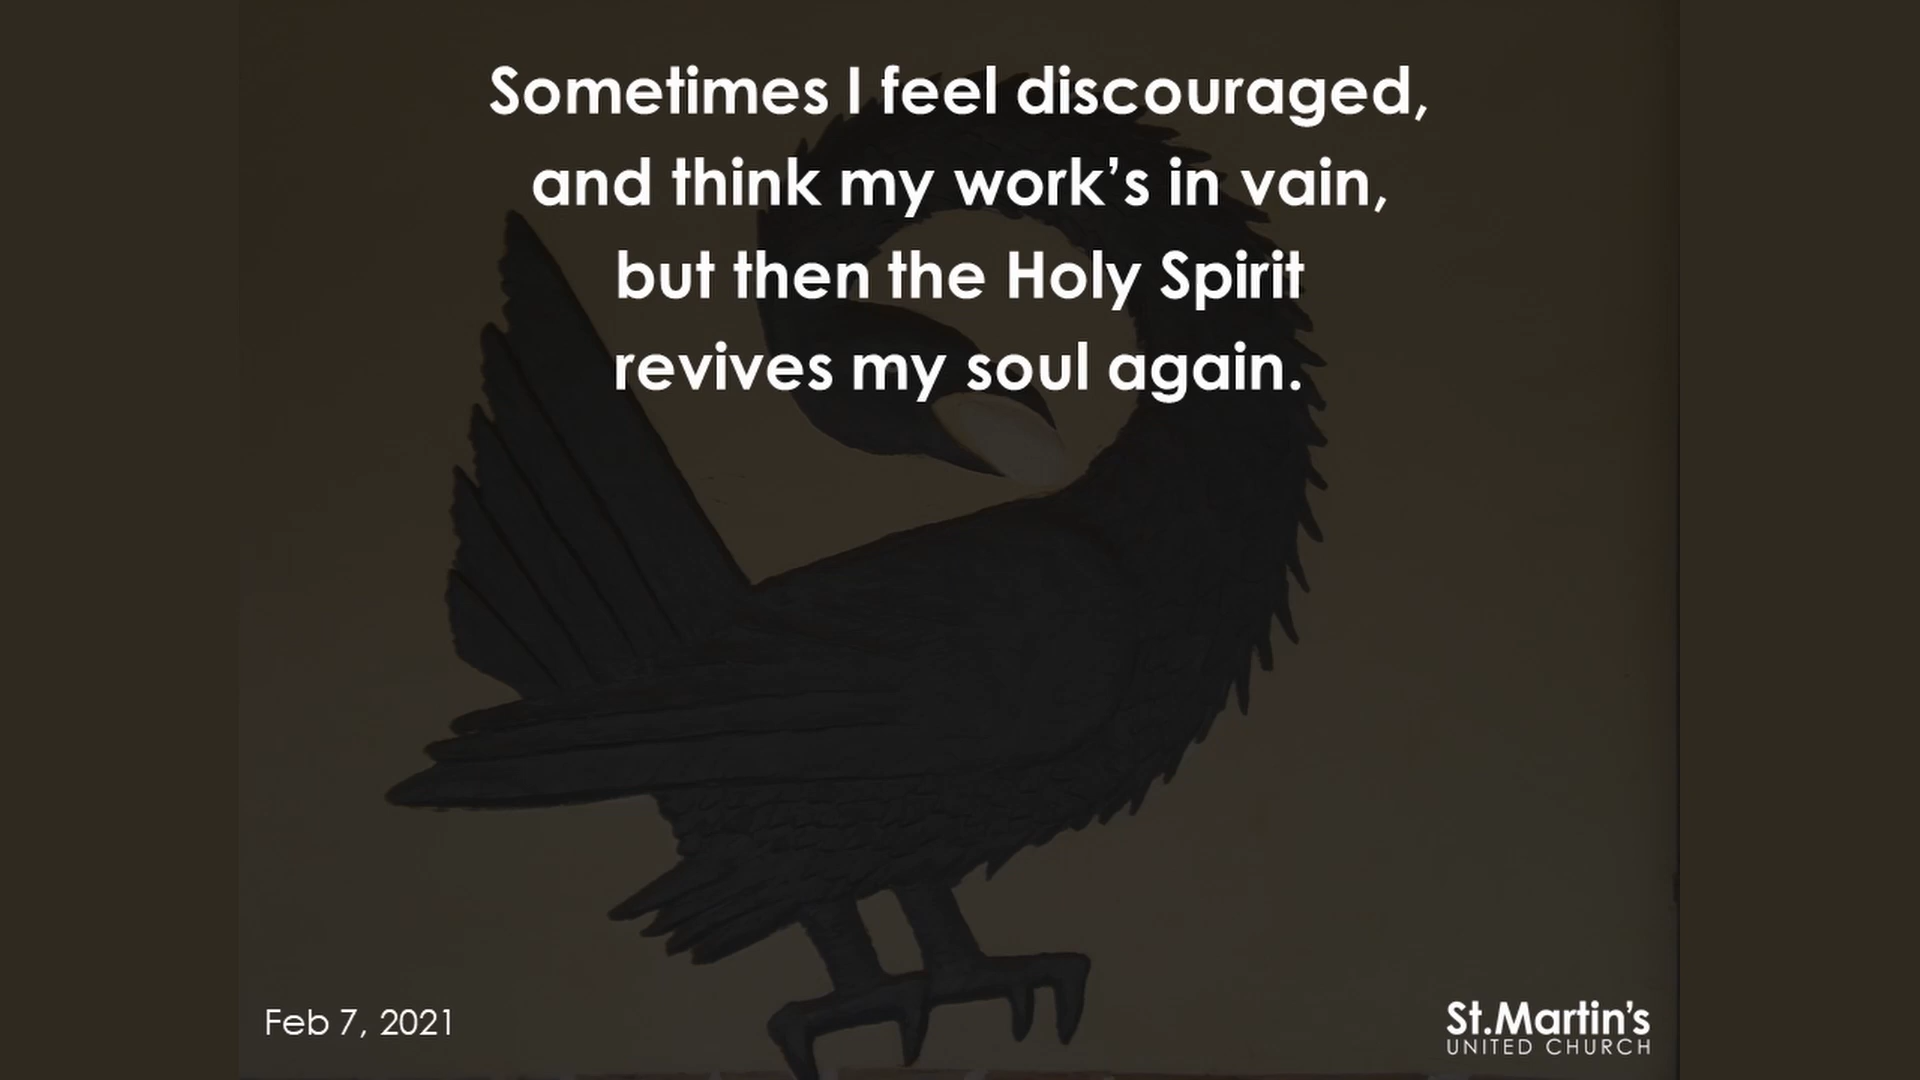 Sometimes I feel discouraged,
and think my work’s in vain,
but then the Holy Spirit
revives my soul again.
Feb 7, 2021
St.Martin’s
UNITED CHURCH